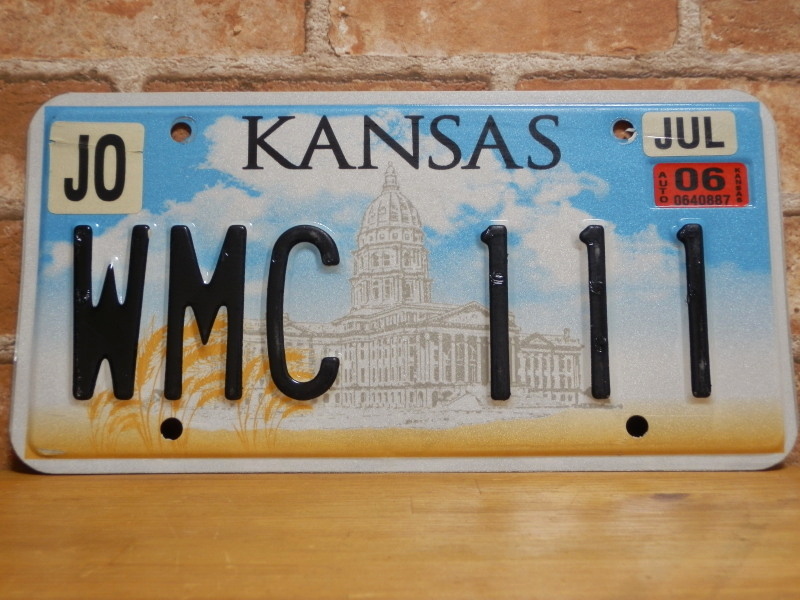 KANSAS
JO
JUL
AUTO 06 KANSAS
0640887
WMC 111